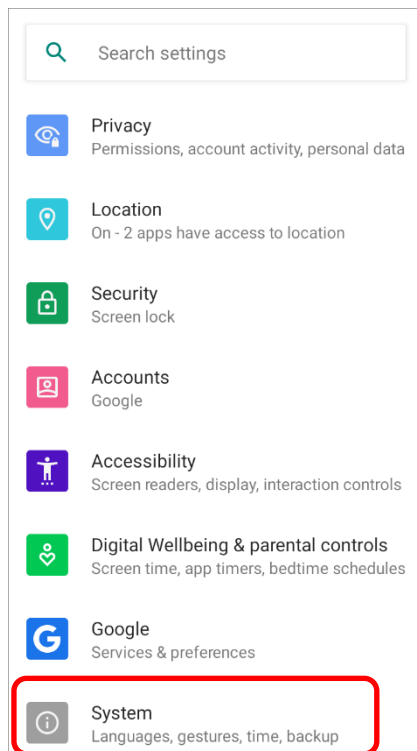 Search settings
Privacy
Permissions, account activity, personal data
Location
On - 2 apps have access to location
Security
Screen lock
Accounts
Google
Accessibility
Screen readers, display, interaction controls
Digital Wellbeing & parental controls
Screen time, app timers, bedtime schedules
Google
Services & preferences
System
Languages, gestures, time, backup